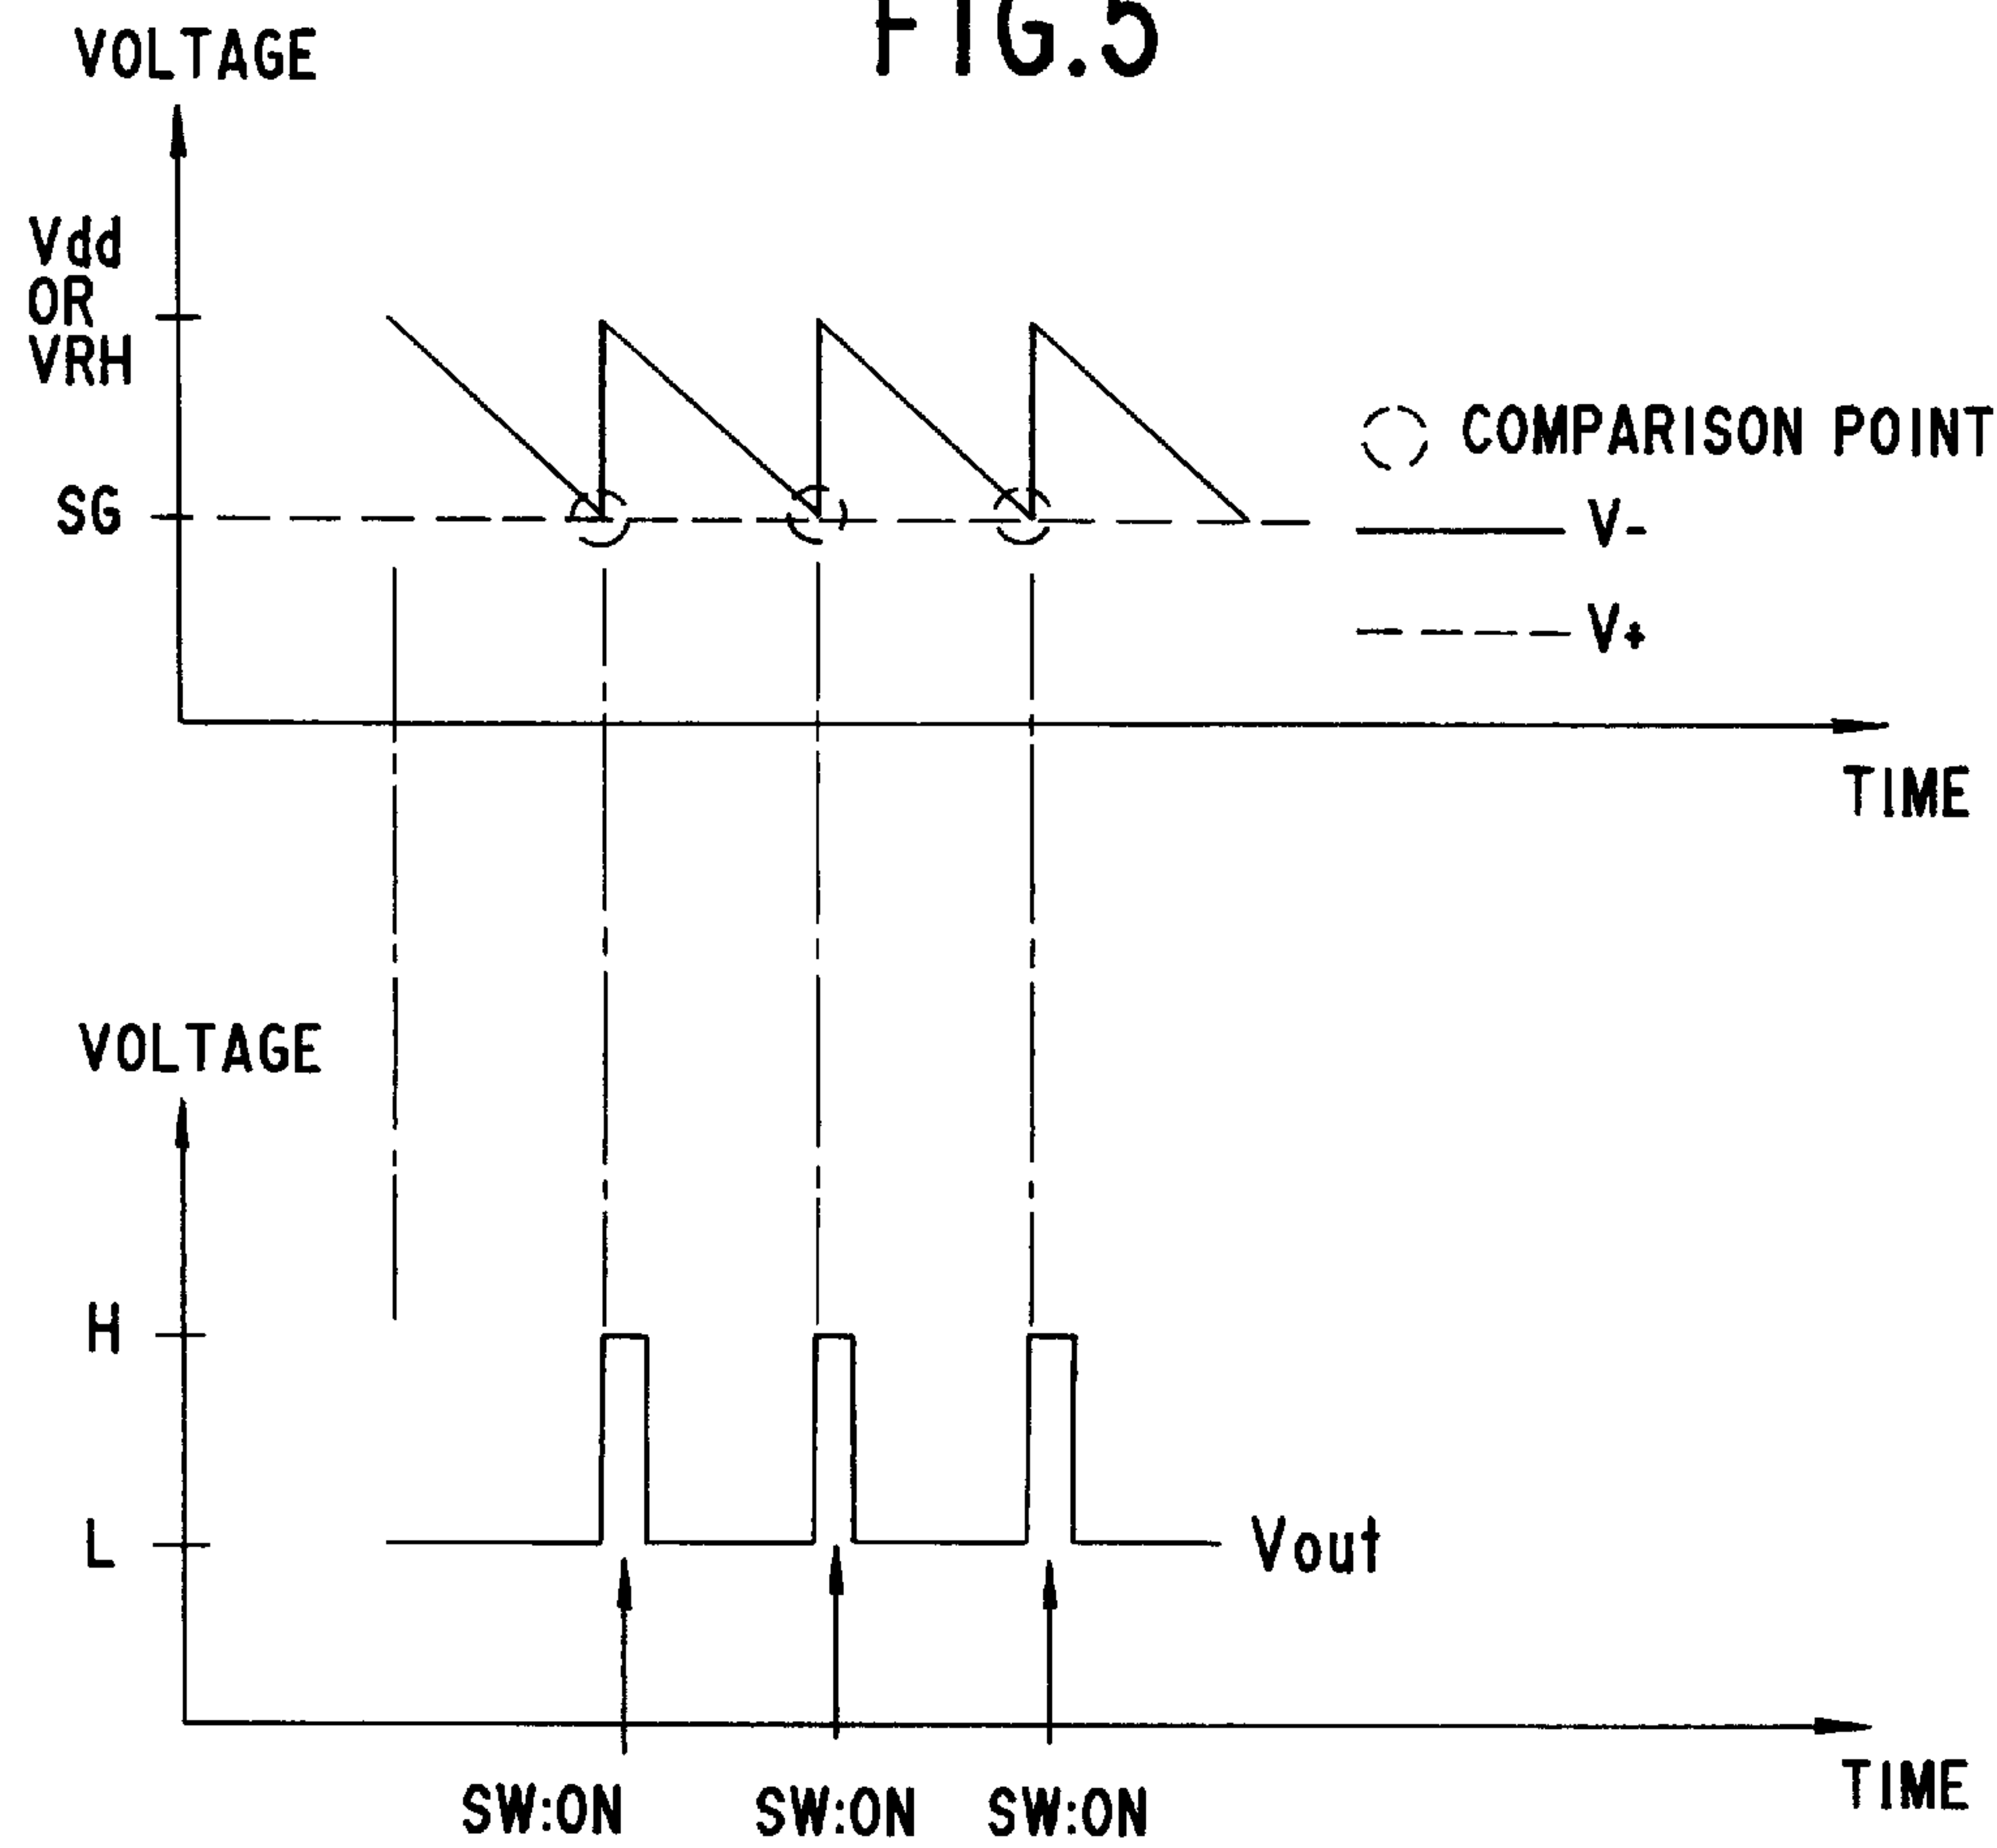 FIG.5
VOLTAGE
Vdd
OR
VRH
COMPARISON POINT
SG
V-
V+
TIME
VOLTAGE
H
L
Vout
TIME
SW:ON SW:ON SW:ON